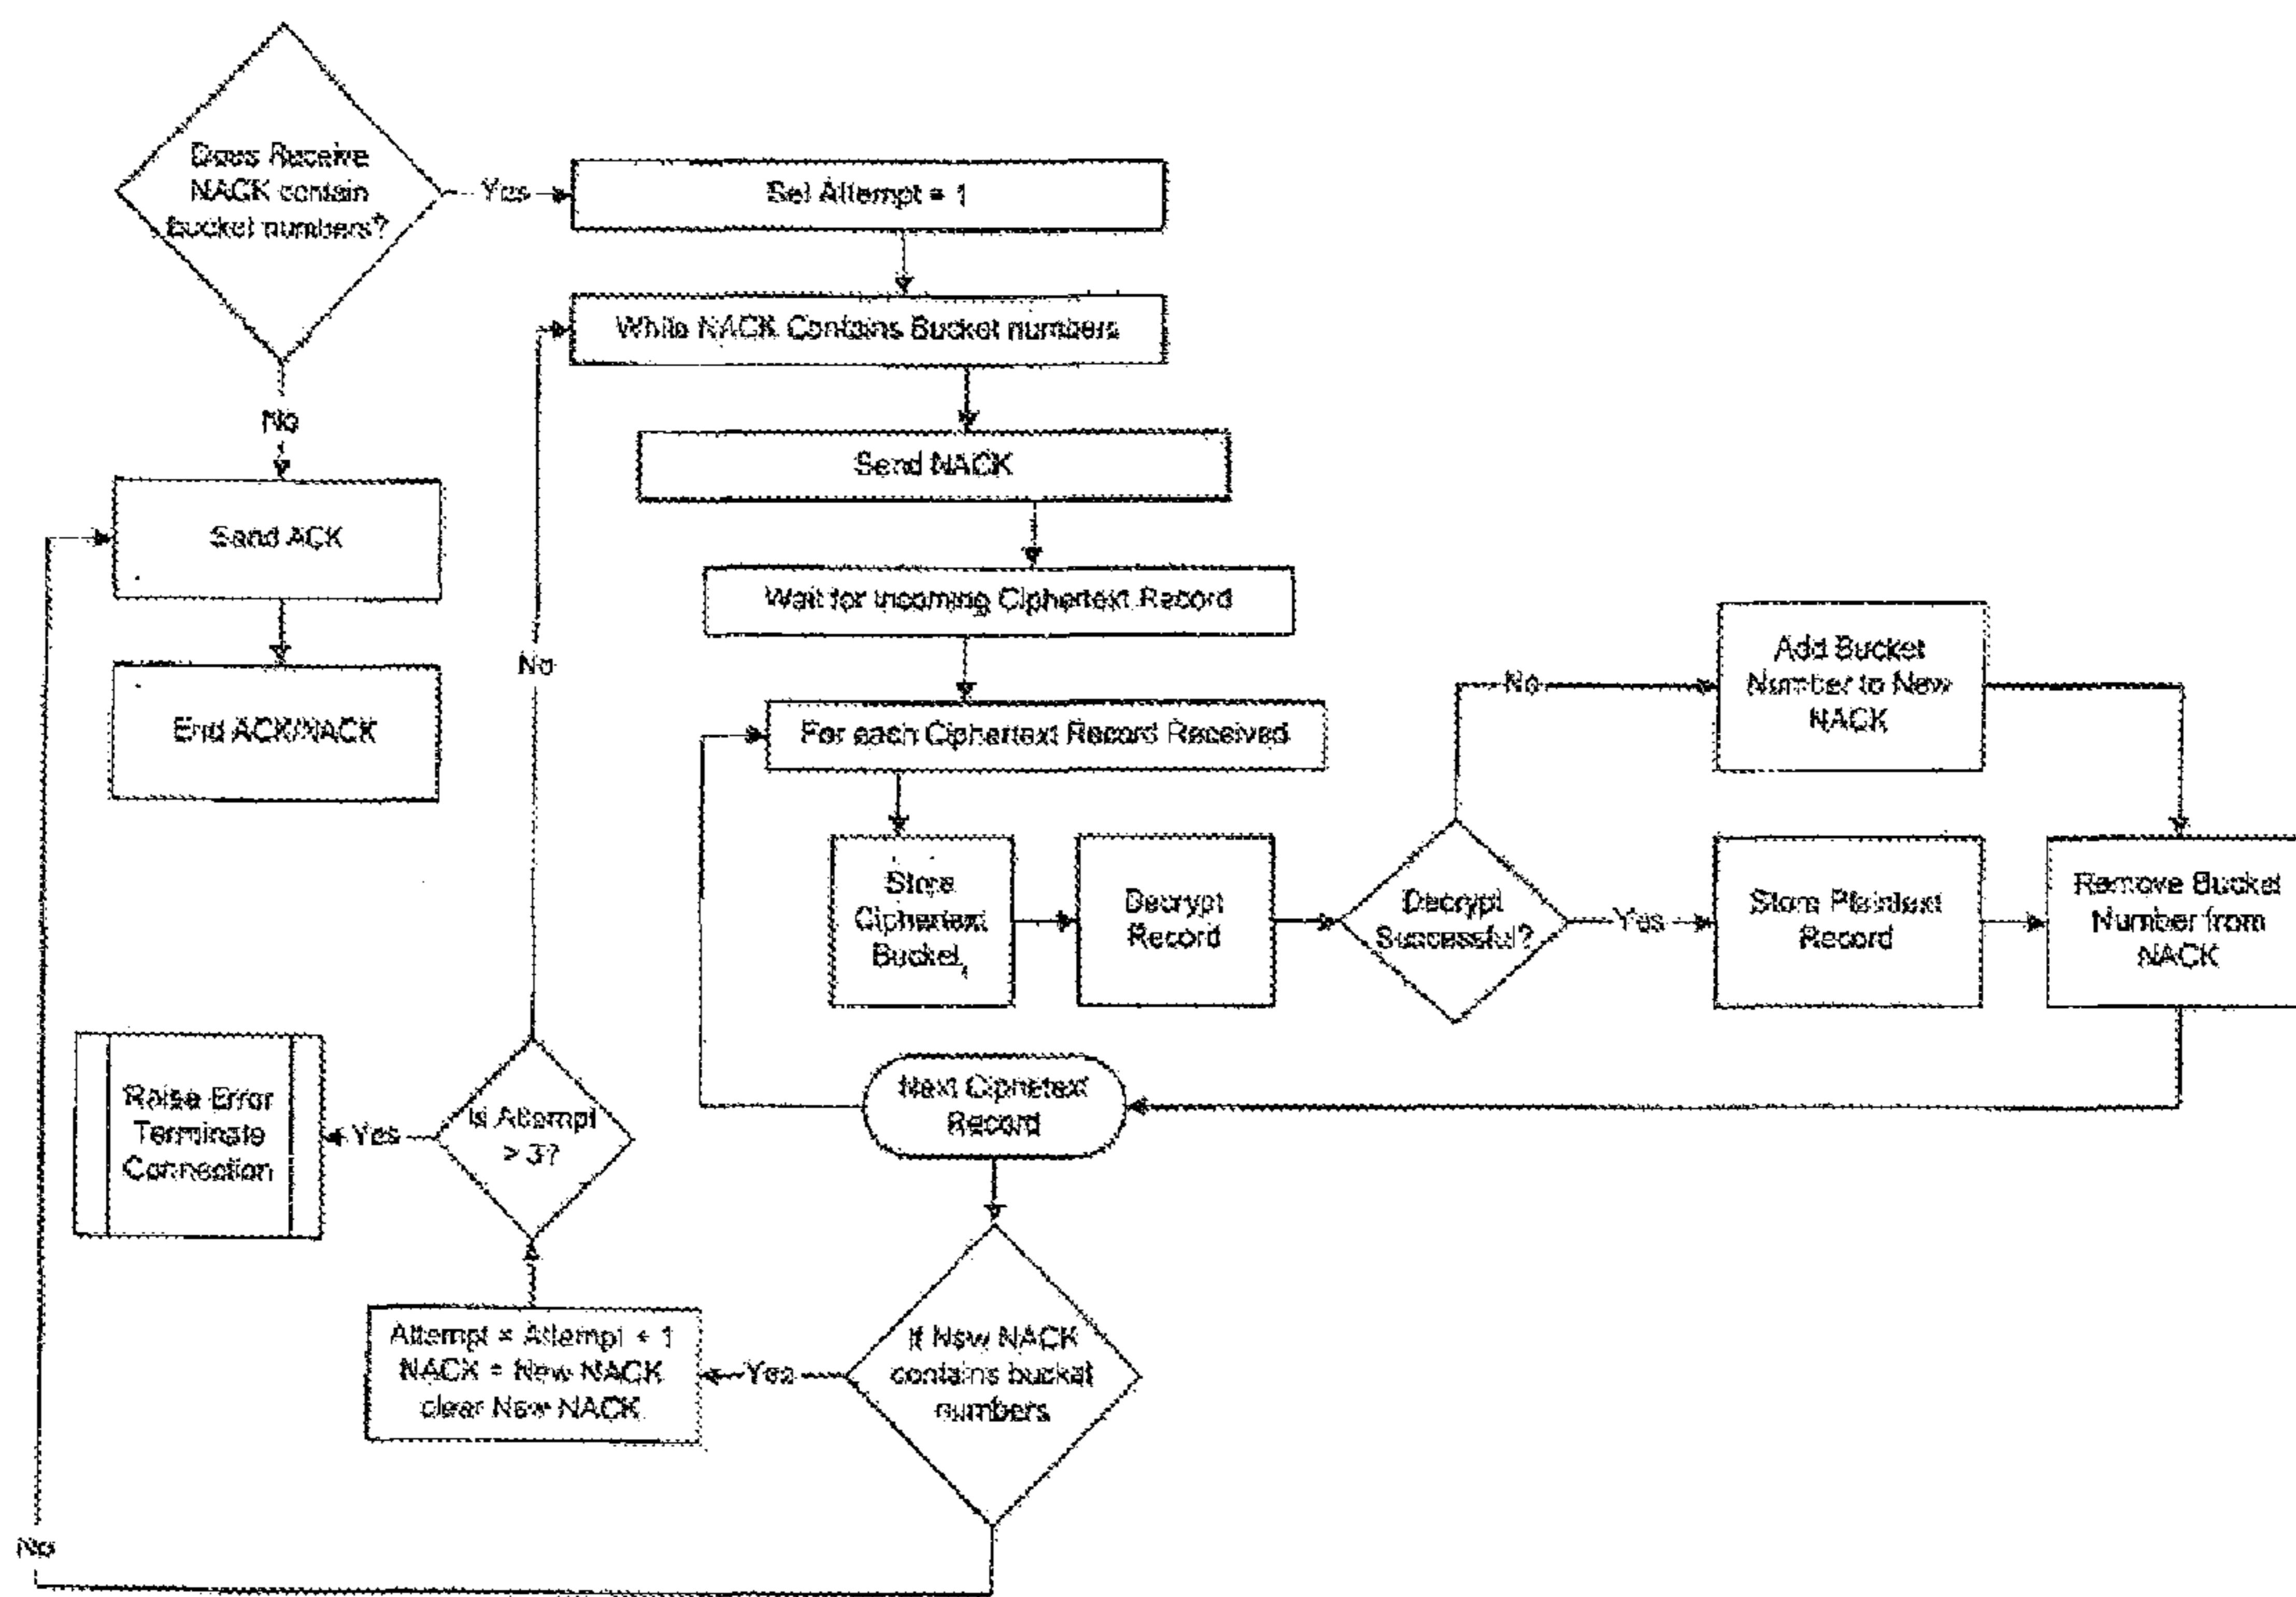 Does Receive
NACK contain
Bucket numbers?
Yes
Set Attempt = 1
While NACK Contains Bucket numbers
No
Send NACK
Send ACK
Wait for incoming Ciphertext Record
End ACK/NACK
No
For each Ciphertext Record Received
No
Add Bucket
Number to New
NACK
Store
Ciphertext
Bucket,
Decrypt
Record
Decrypt
Successful?
Yes
Store Plaintext
Record
Remove Bucket
Number from
NACK
Next Ciphetext
Record
Raise Error
Terminate
Connection
Yes
Is Attempt
> 3?
Attempt = Attempt + 1
NACK = New NACK
clear New NACK
Yes
If New NACK
contains bucket
numbers
No